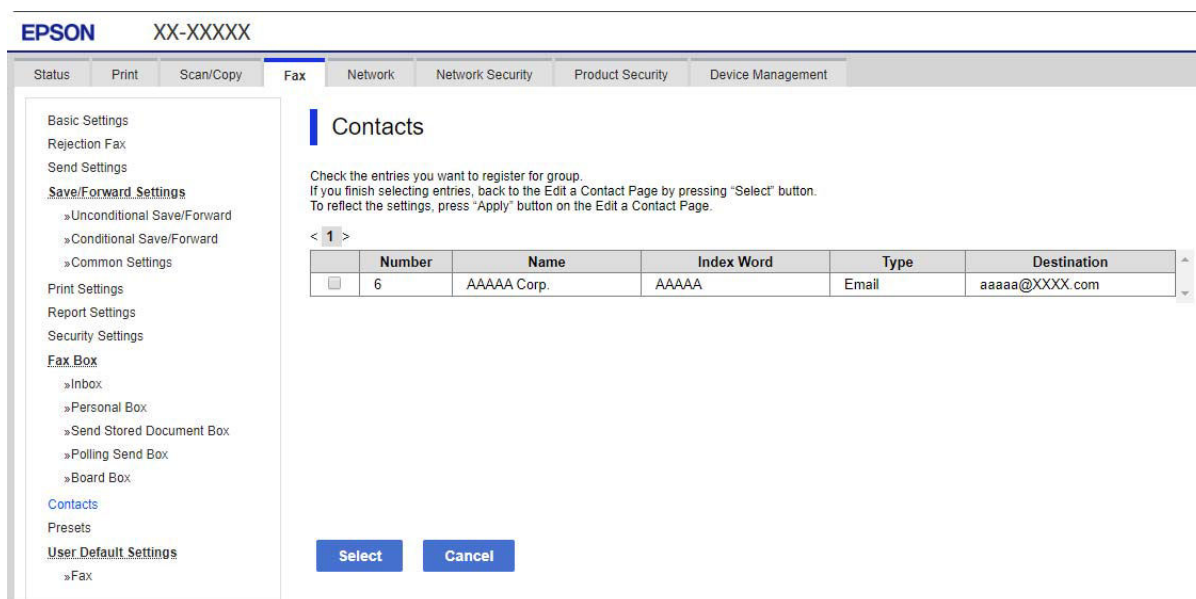 EPSON XX-XXXXX
Status Print Scan/Copy Fax Network Network Security Product Security Device Management
Basic Settings
Rejection Fax
Send Settings
Save/Forward Settings
»Unconditional Save/Forward
»Conditional Save/Forward
»Common Settings
Print Settings
Report Settings
Security Settings
Fax Box
»Inbox
»Personal Box
»Send Stored Document Box
»Polling Send Box
»Board Box
Contacts
Presets
User Default Settings
»Fax
Contacts
Check the entries you want to register for group.
If you finish selecting entries, back to the Edit a Contact Page by pressing “Select” button.
To reflect the settings, press “Apply” button on the Edit a Contact Page.
< 1 >
Number Name Index Word Type Destination
6 AAAAA Corp. AAAAA Email aaaaa@XXXX.com
Select Cancel